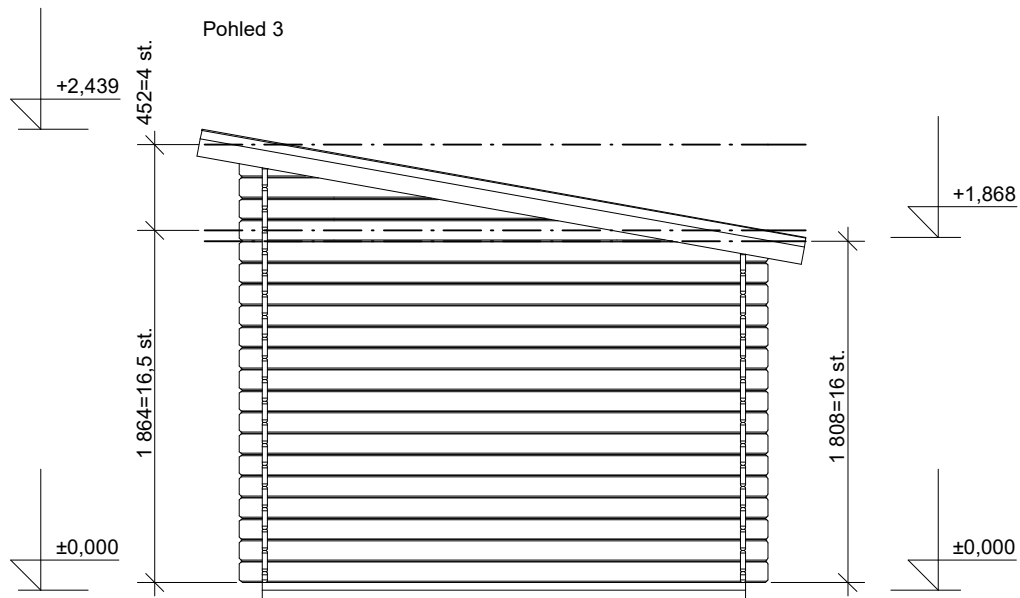 Pohled 3
+2,439
452=4 st.
+1,868
1 864=16,5 st.
1 808=16 st.
±0,000
±0,000